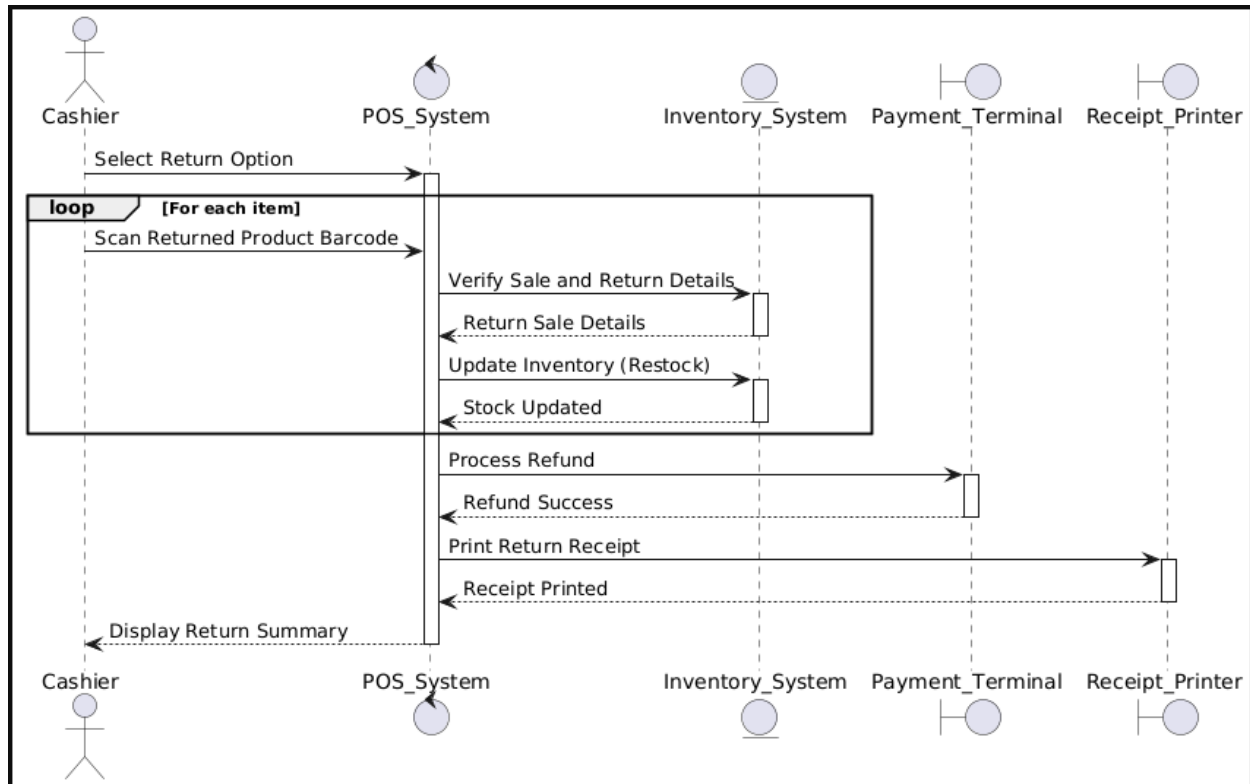 Cashier
POS_System
Inventory_System
Payment_Terminal
Receipt_Printer
Select Return Option
loop
[For each item]
Scan Returned Product Barcode
Verify Sale and Return Details
Return Sale Details
Update Inventory (Restock)
Stock Updated
Process Refund
Refund Success
Print Return Receipt
Receipt Printed
Display Return Summary
Cashier
POS_System
Inventory_System
Payment_Terminal
Receipt_Printer